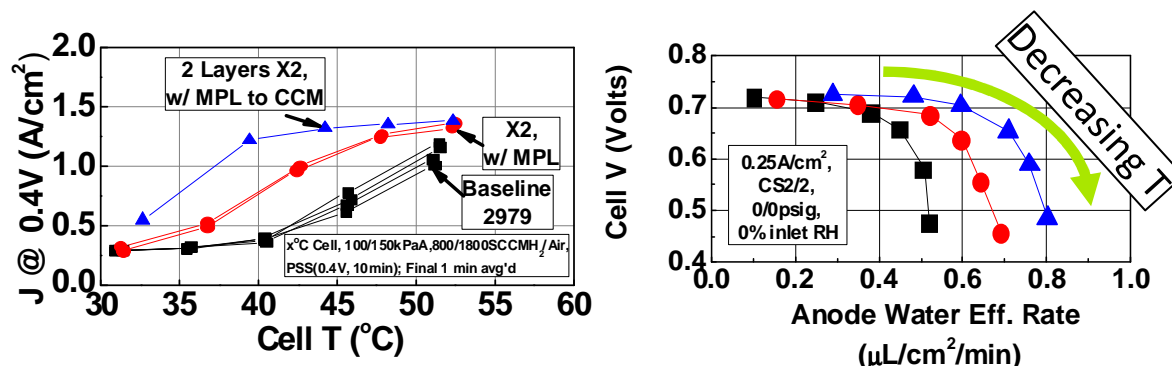 J @ 0.4V (A/cm2)
2.0
1.5
1.0
0.5
0.0
2 Layers X2,
w/ MPL to CCM
X2,
w/ MPL
Baseline
2979
x°C Cell, 100/150kPaA,800/1800SCCMH2/Air,
PSS(0.4V, 10min); Final 1 min avg'd
30 35 40 45 50 55 60
Cell T (°C)
Cell V (Volts)
0.8
0.7
0.6
0.5
0.4
Decreasing T
0.25A/cm2,
CS2/2,
0/0psig,
0% inlet RH
0.0 0.2 0.4 0.6 0.8 1.0
Anode Water Eff. Rate
(μL/cm2/min)